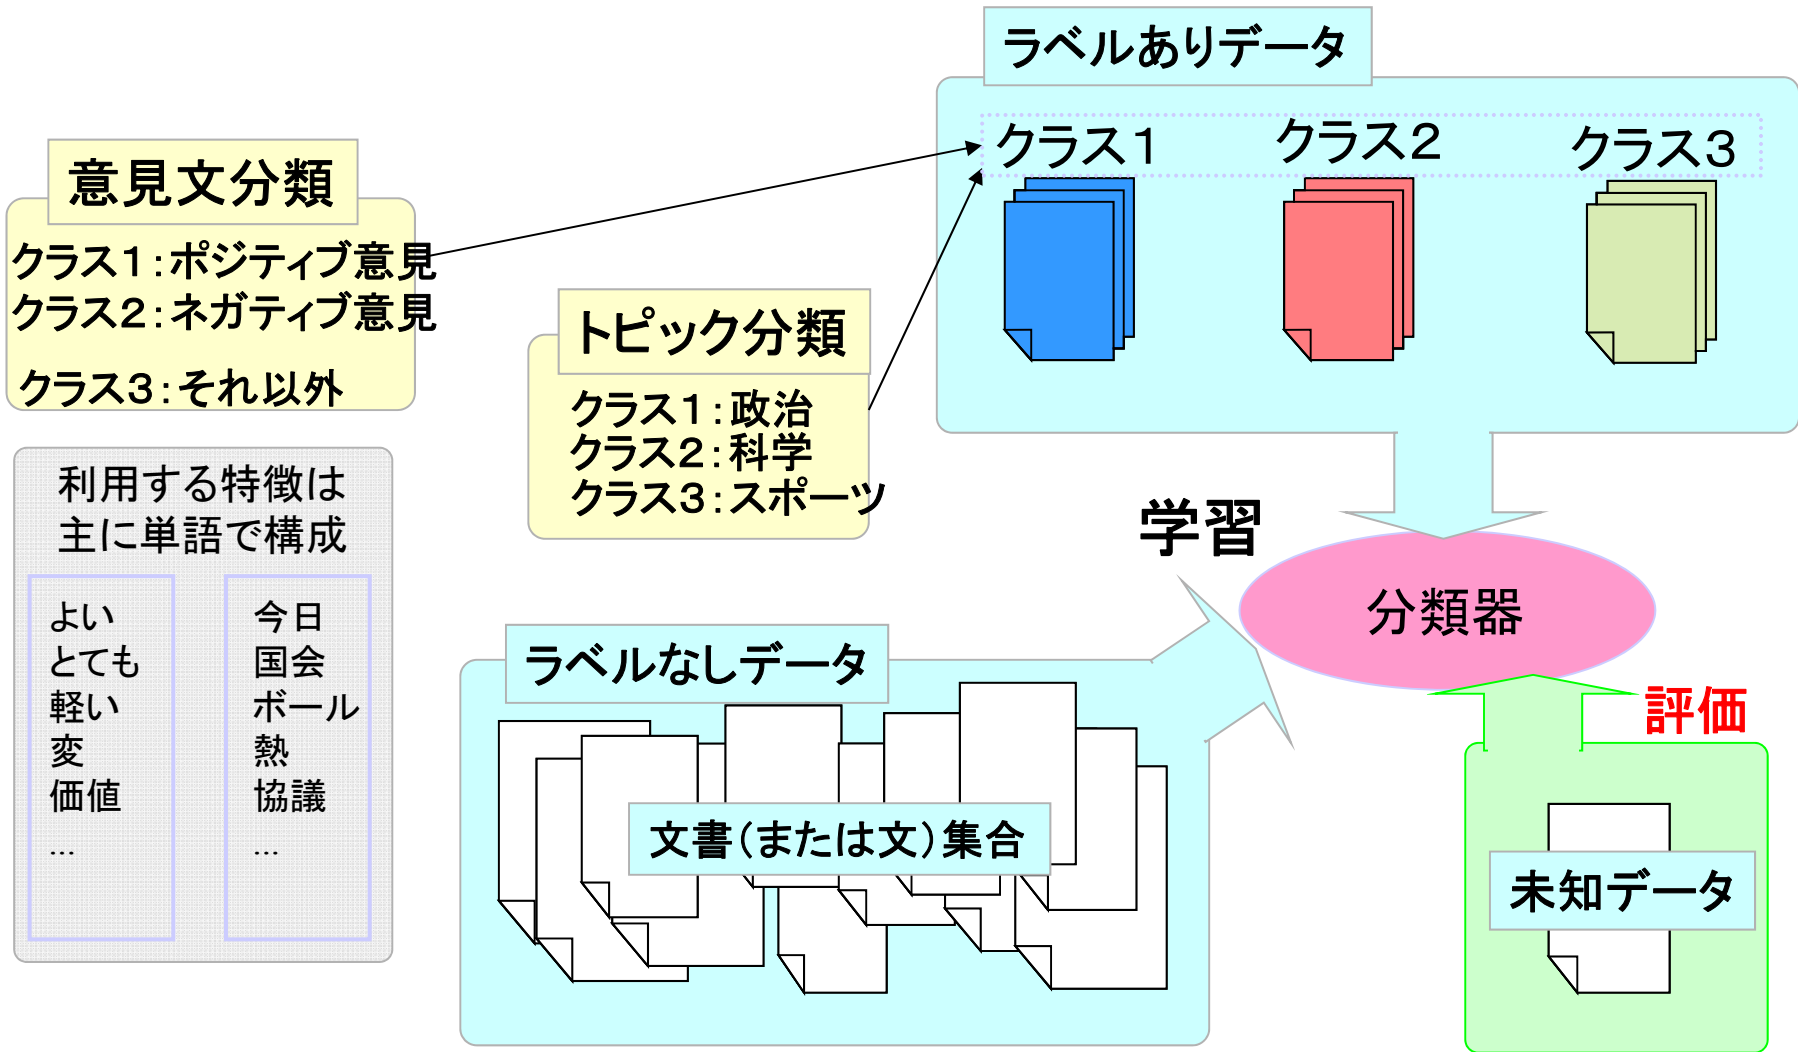 ラベルありデータ
クラス１
クラス２
クラス３
意見文分類
クラス１：ポジティブ意見
クラス２：ネガティブ意見
クラス３：それ以外
トピック分類
クラス１：政治
クラス２：科学
クラス３：スポーツ
利用する特徴は
主に単語で構成
よい
とても
軽い
変
価値
…
今日
国会
ボール
熱
協議
…
学習
分類器
ラベルなしデータ
文書（または文）集合
評価
未知データ